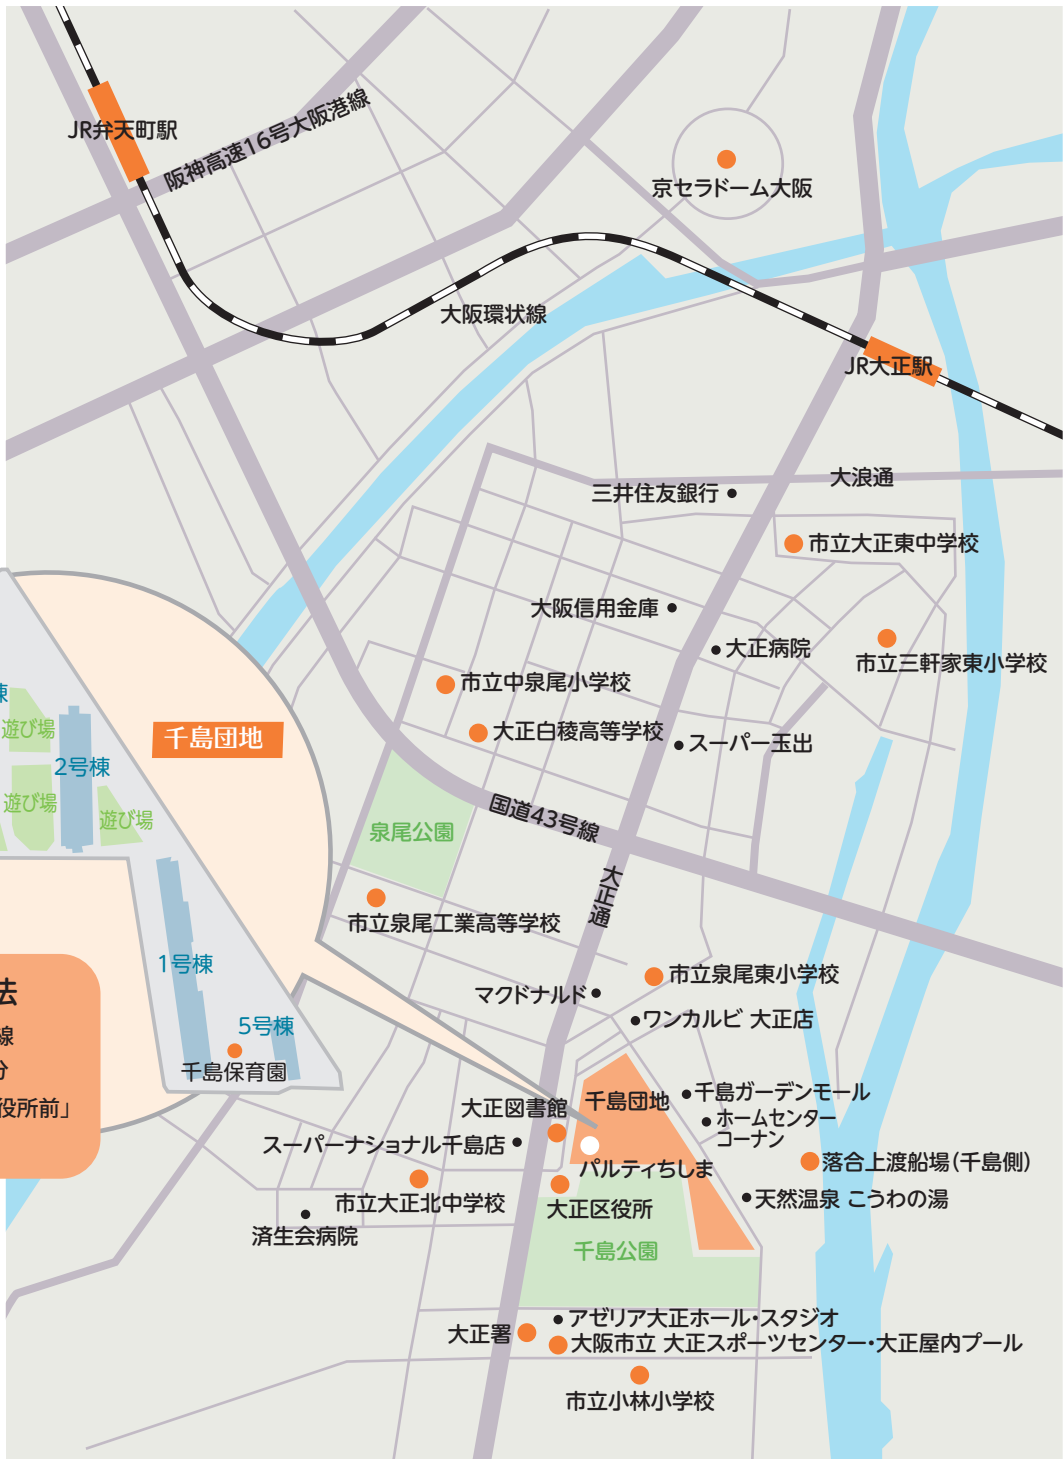 JR弁天町駅
阪神高速16号大阪港線
京セラドーム大阪
大阪環状線
JR大正駅
大浪通
三井住友銀行
市立大正東中学校
大阪信用金庫
大正病院
市立三軒家東小学校
市立中泉尾小学校
大正白稜高等学校
スーパー玉出
棟
遊び場
2号棟
遊び場
遊び場
千島団地
国道43号線
泉尾公園
大正通
市立泉尾工業高等学校
1号棟
5号棟
千島保育園
法
線
分
役所前」
市立泉尾東小学校
マクドナルド
ワンカルビ 大正店
千島団地
千島ガーデンモール
大正図書館
ホームセンター
コーナン
スーパーナショナル千島店
パルティちしま
落合上渡船場(千島側)
市立大正北中学校
大正区役所
天然温泉 こうわの湯
済生会病院
千島公園
アゼリア大正ホール・スタジオ
大正署
大阪市立 大正スポーツセンター・大正屋内プール
市立小林小学校